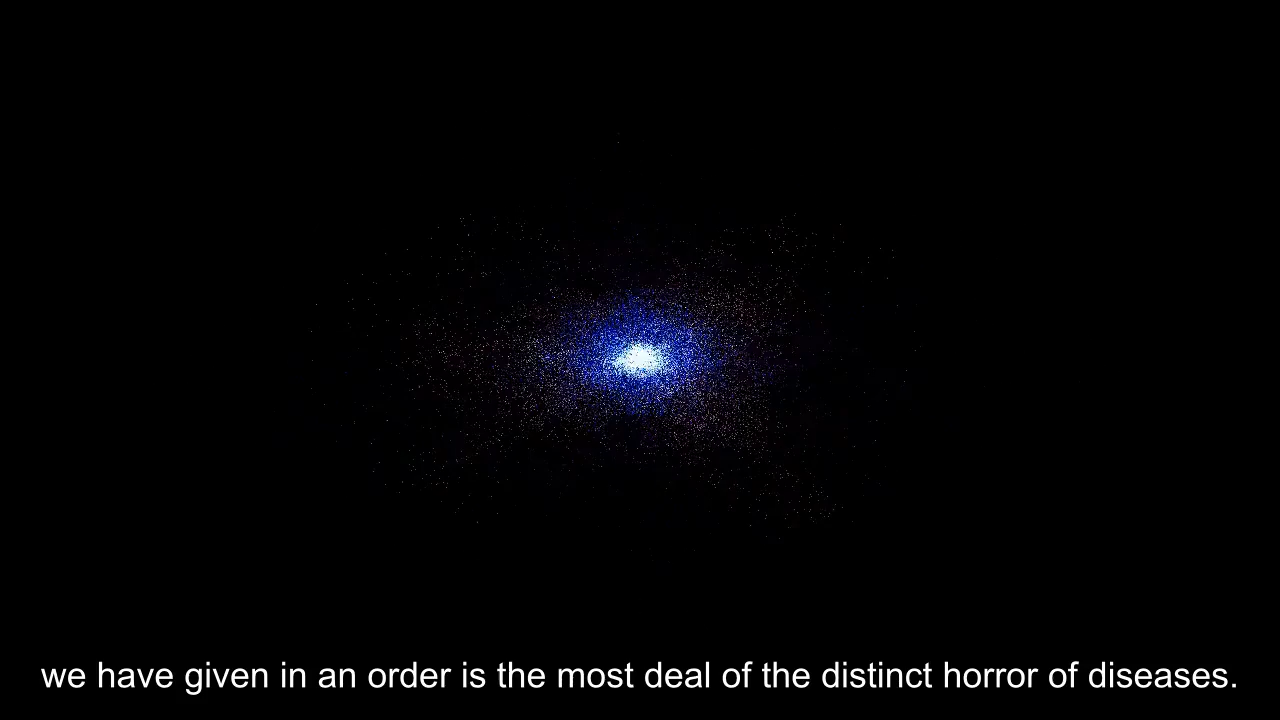 we have given in an order is the most deal of the distinct horror of diseases.